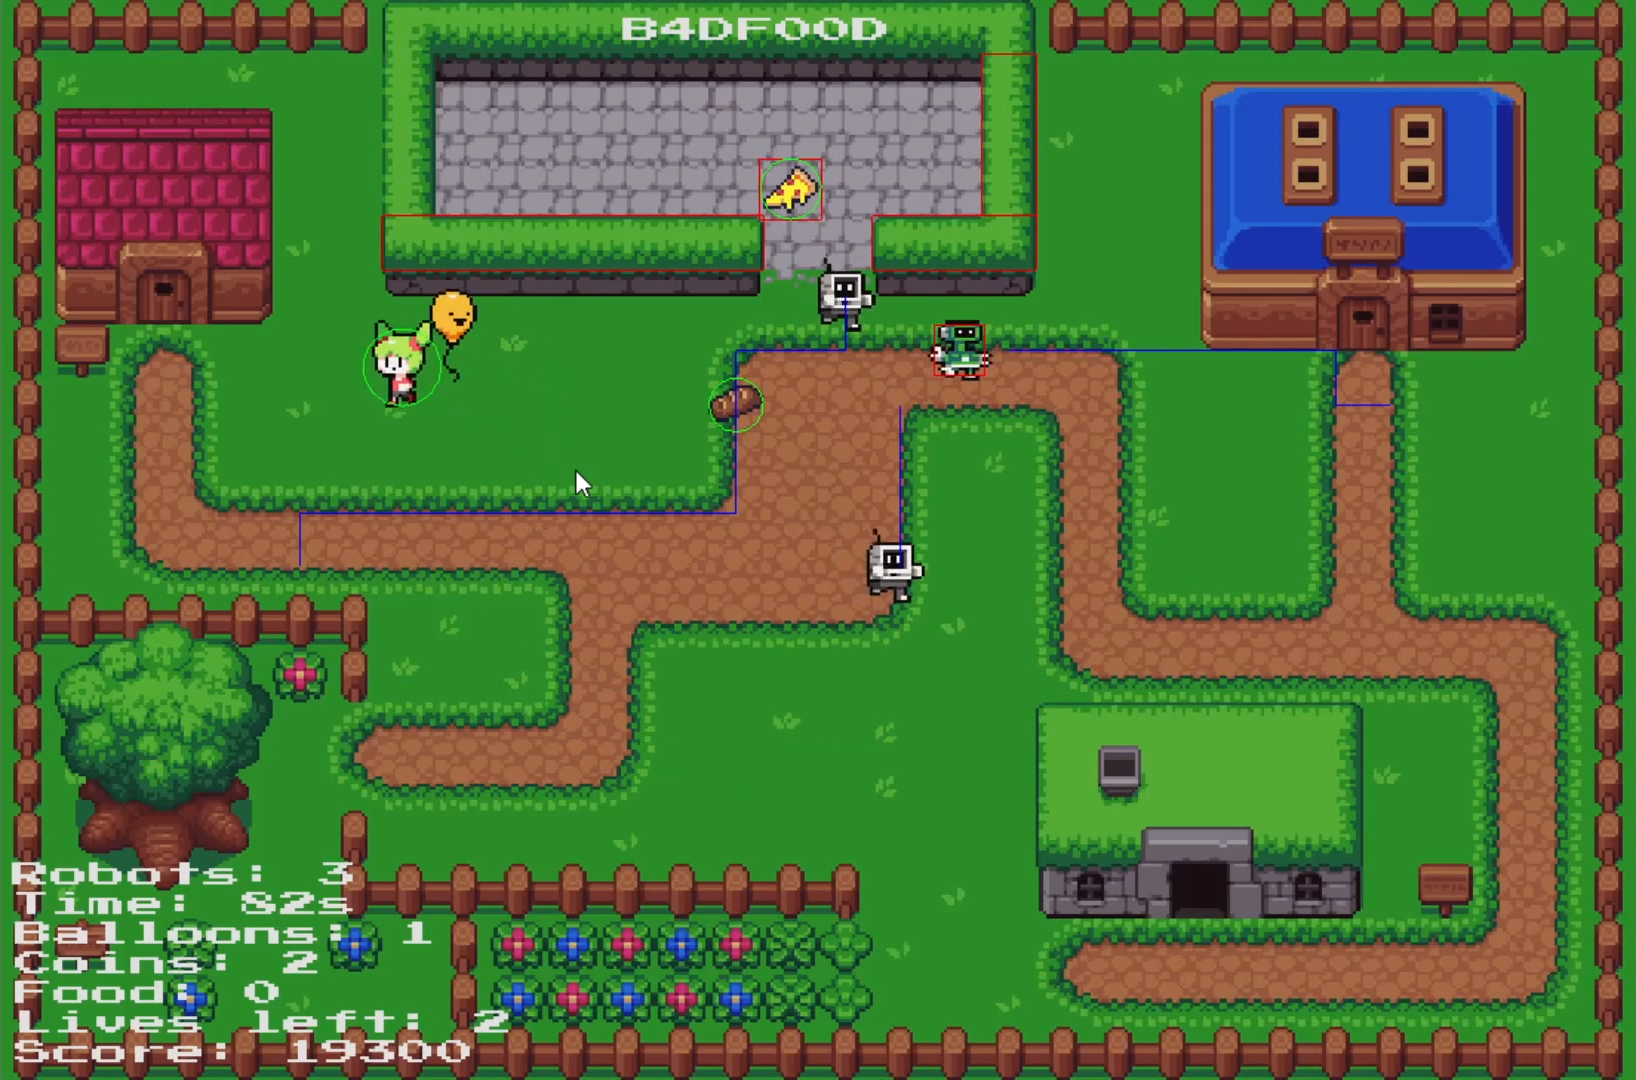 B4DFOOD
Robots: 3
Time: 82s
Balloons: 1
Coins: 2
Food: 0
Lives left: 2
Score: 19300